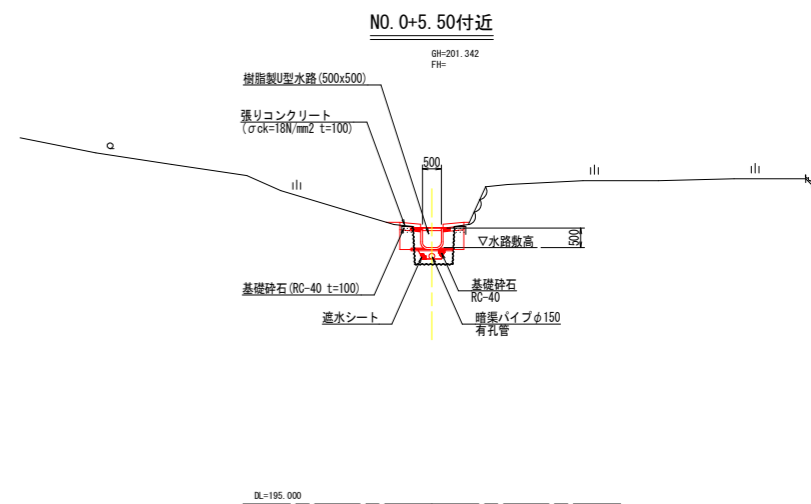 NO.0+5.50付近
GH=201.342
FH=
樹脂製U型水路(500x500)
張りコンクリート
(σck=18N/mm2 t=100)
500
▽水路敷高
500
基礎砕石(RC-40 t=100)
基礎砕石
RC-40
遮水シート
暗渠パイプφ150
有孔管
DL=195.000